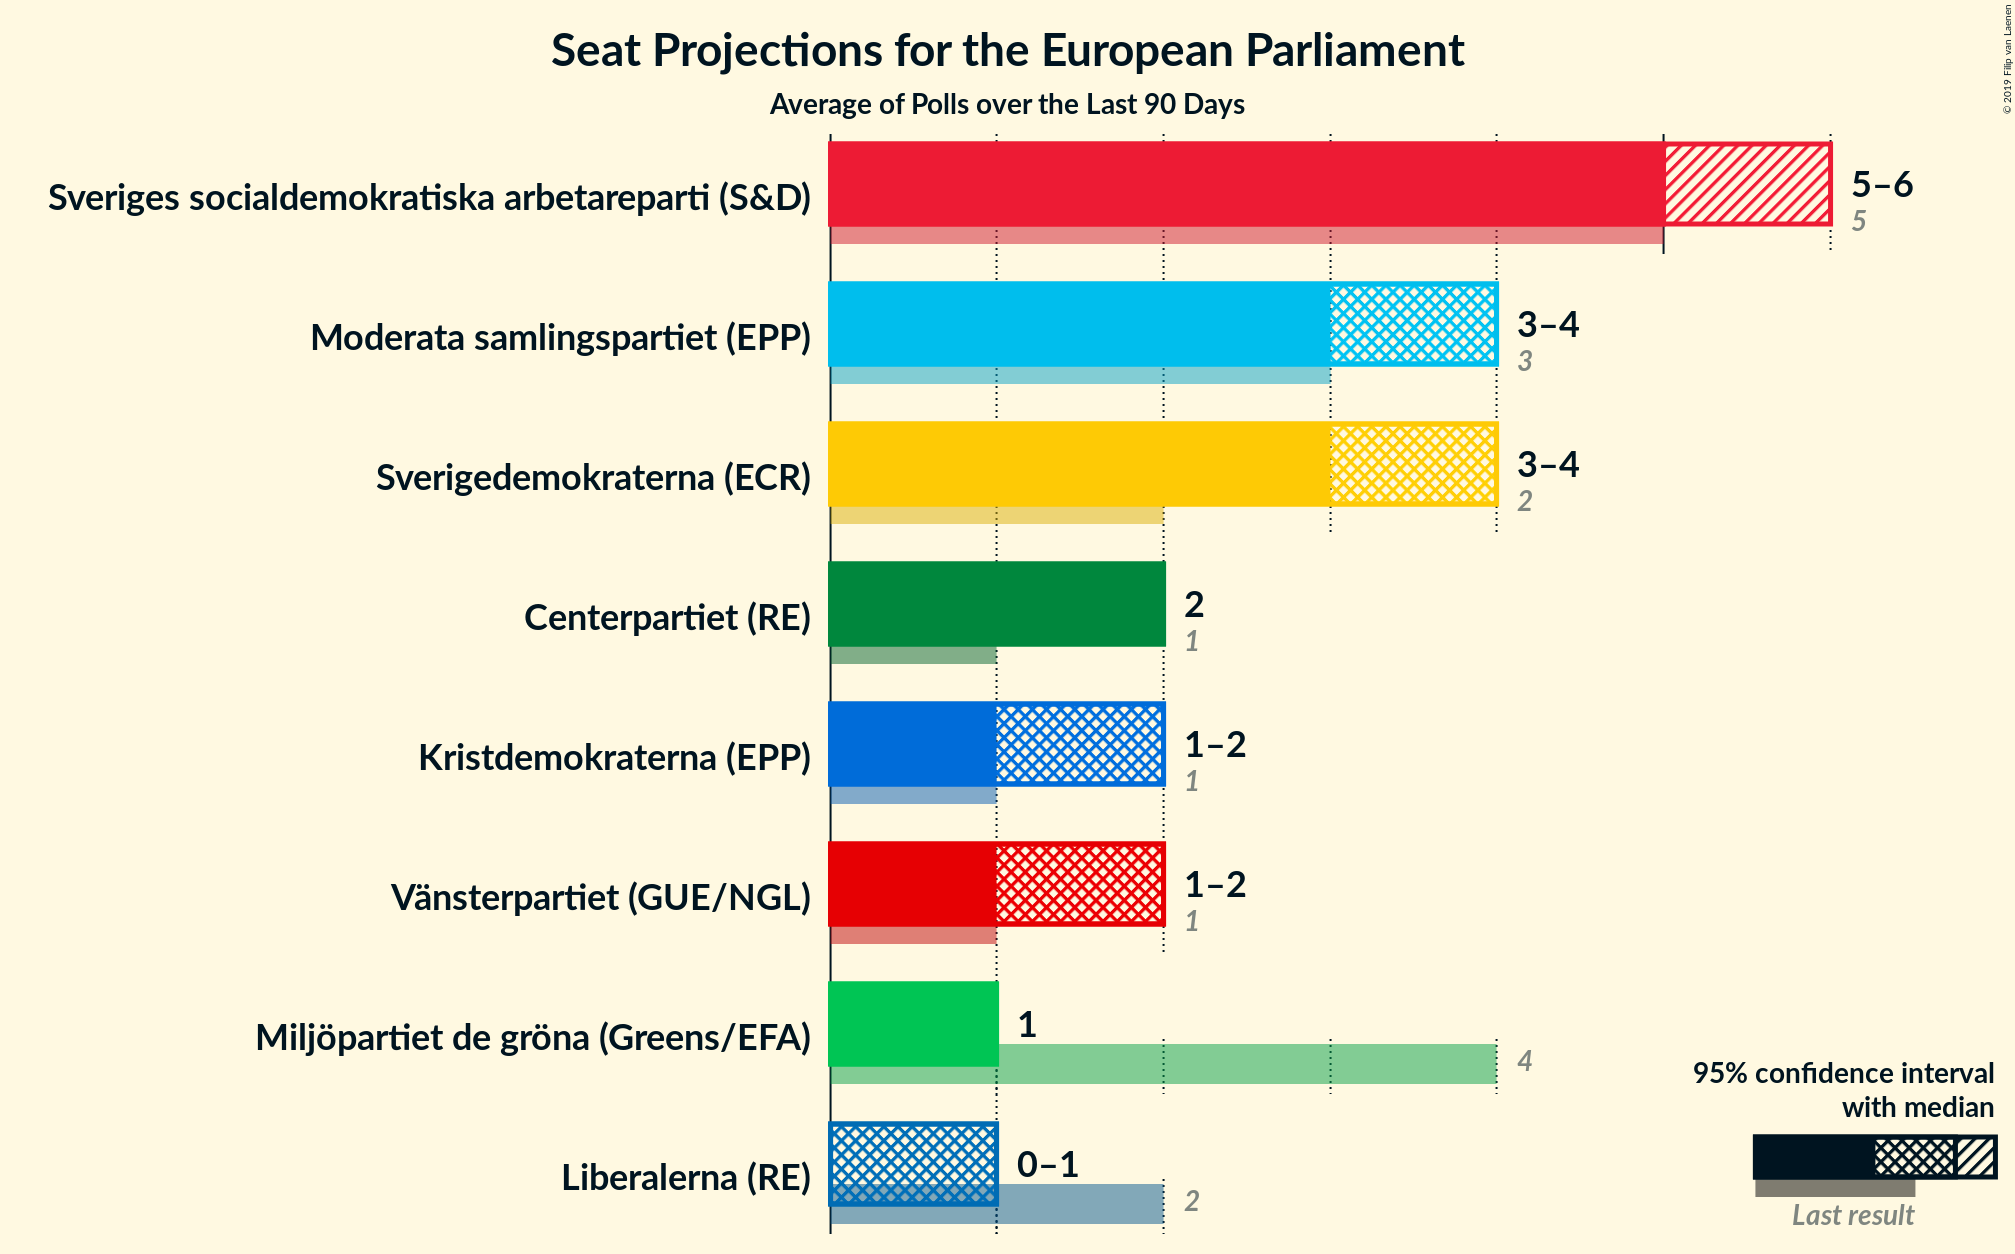 Seat Projections for the European Parliament
Average of Polls over the Last 90 Days
© 2019 Filip van Laenen
Sveriges socialdemokratiska arbetareparti (S&D)
5–6
5
Moderata samlingspartiet (EPP)
3–4
3
Sverigedemokraterna (ECR)
3–4
2
Centerpartiet (RE)
2
1
Kristdemokraterna (EPP)
1–2
1
Vänsterpartiet (GUE/NGL)
1–2
1
Miljöpartiet de gröna (Greens/EFA)
1
4
Liberalerna (RE)
0–1
2
95% confidence interval
with median
Last result